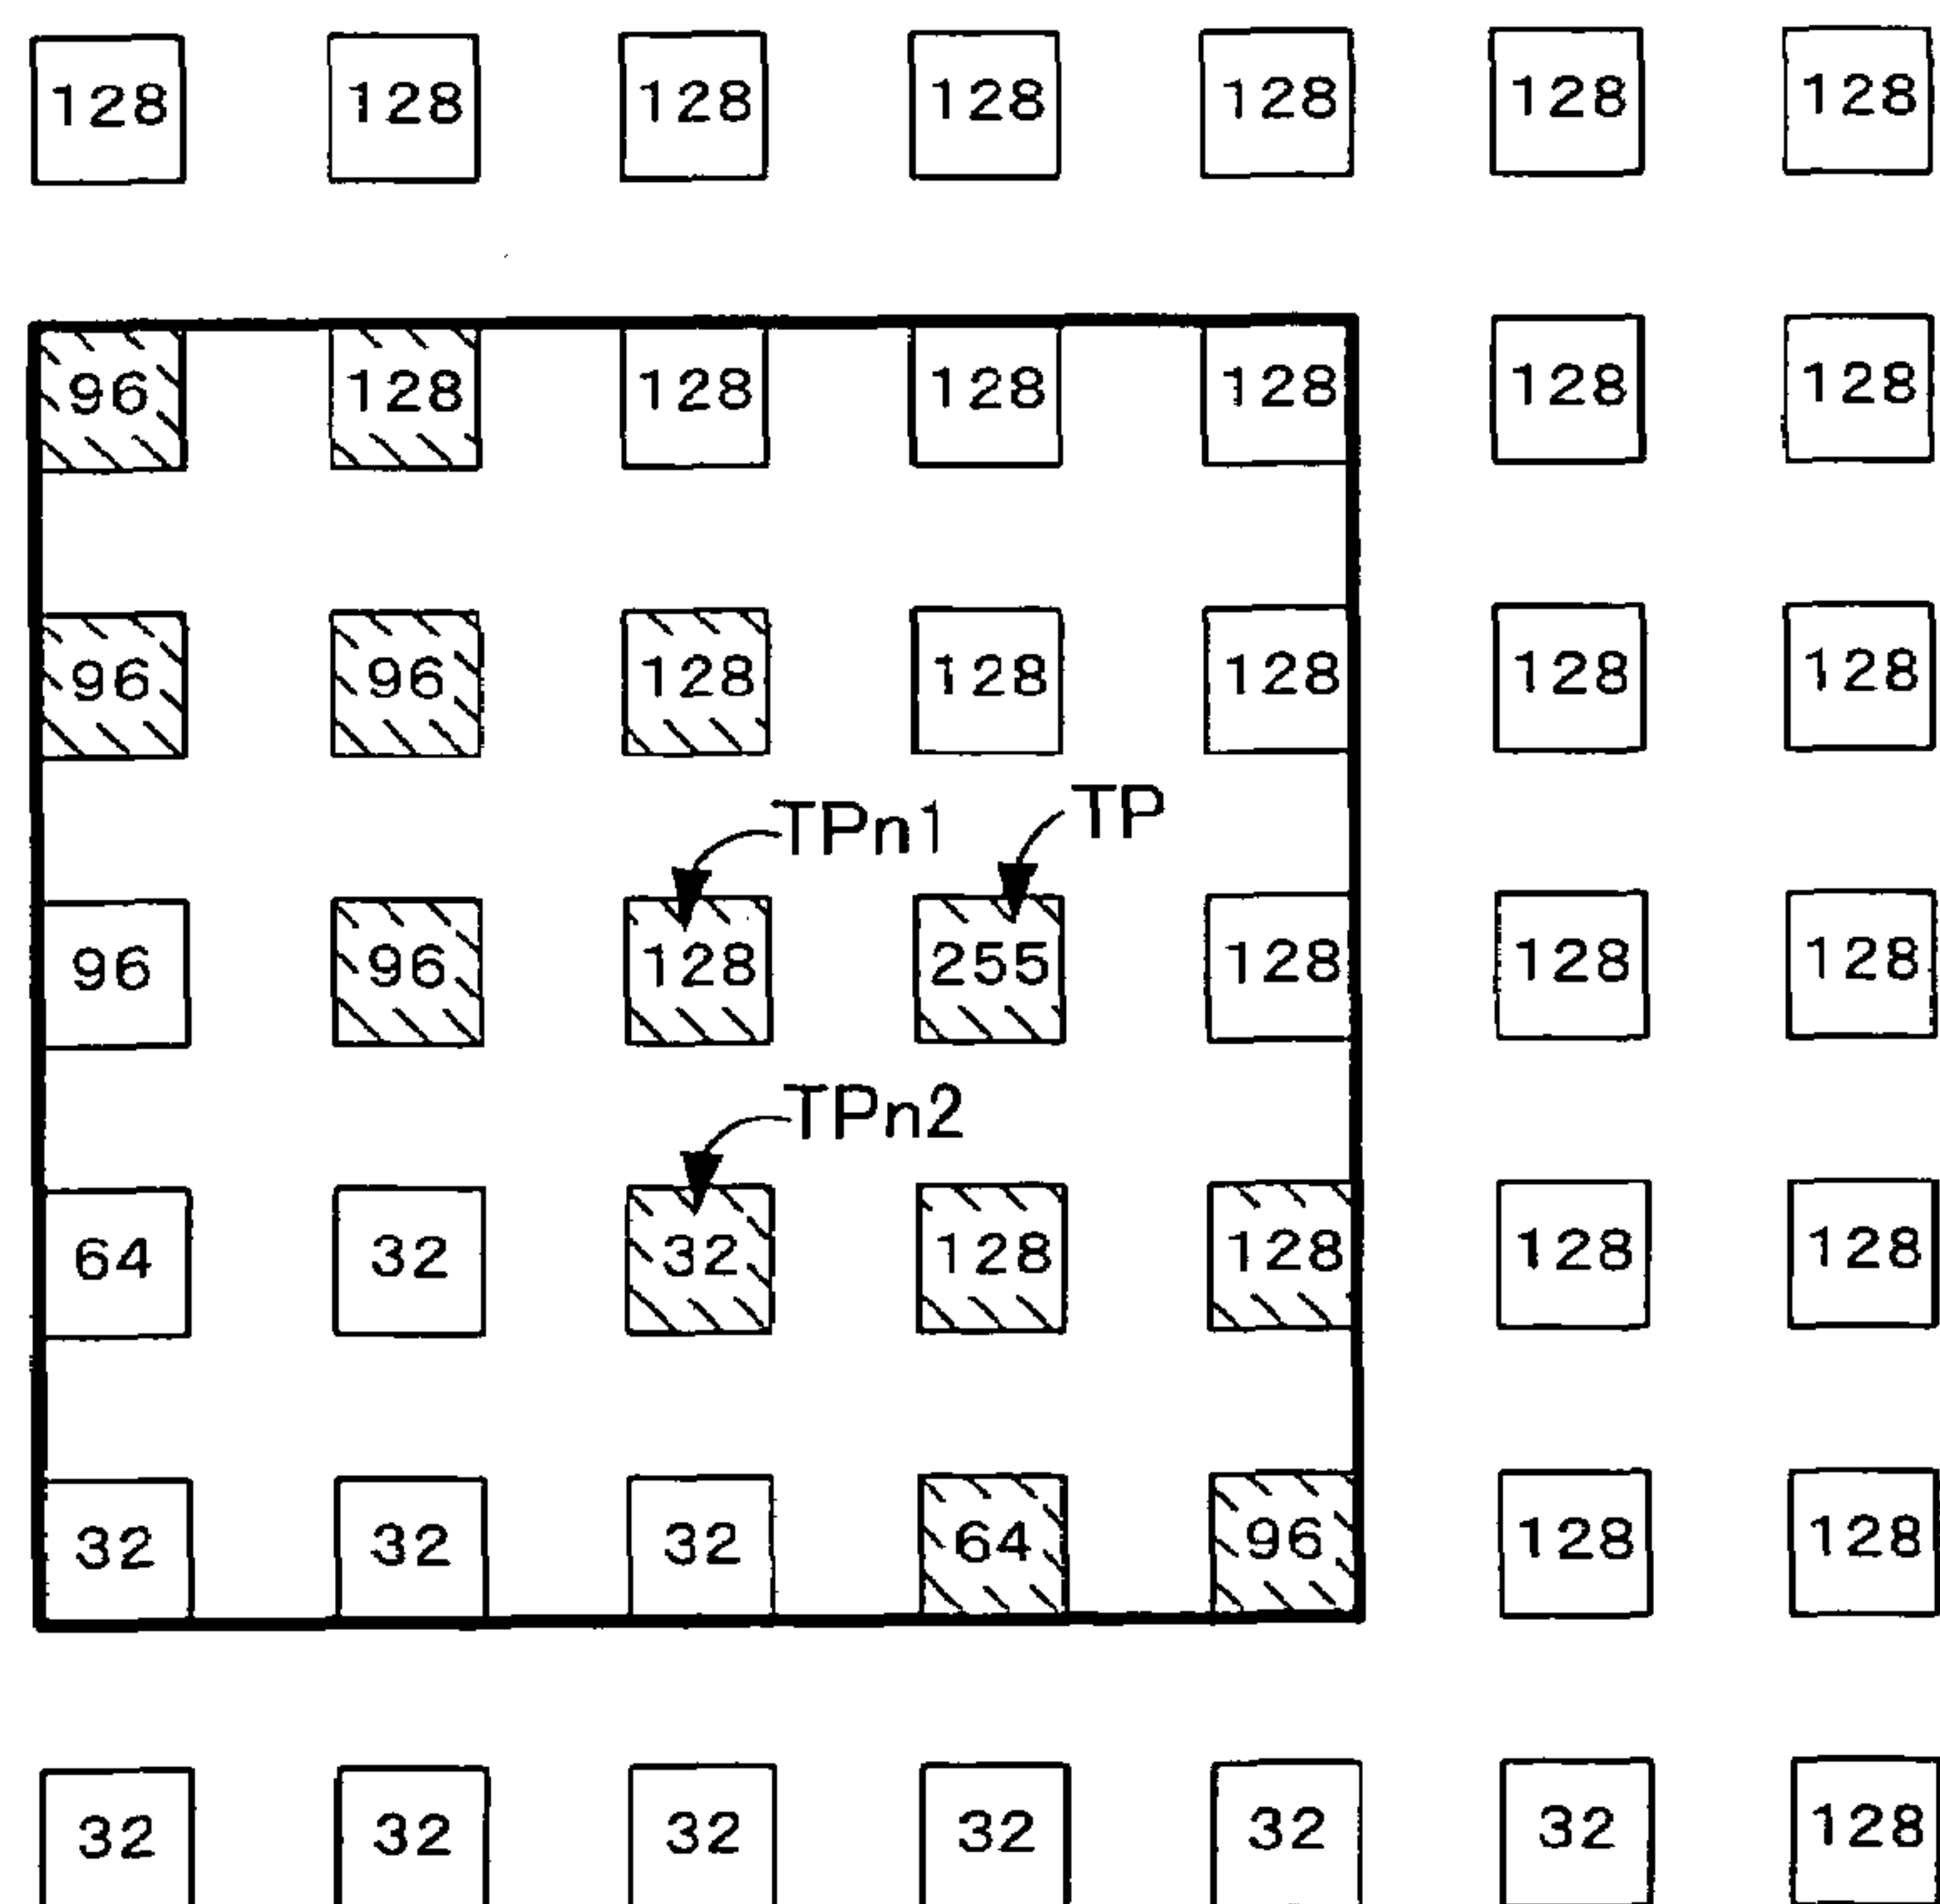 128 128 128 128 128 128 128
96 128 128 128 128 128 128
96 96 128 128 128 128 128
TPn1 TP
96 96 128 255 128 128 128
TPn2
64 32 32 128 128 128 128
32 32 32 64 96 128 128
32 32 32 32 32 32 128